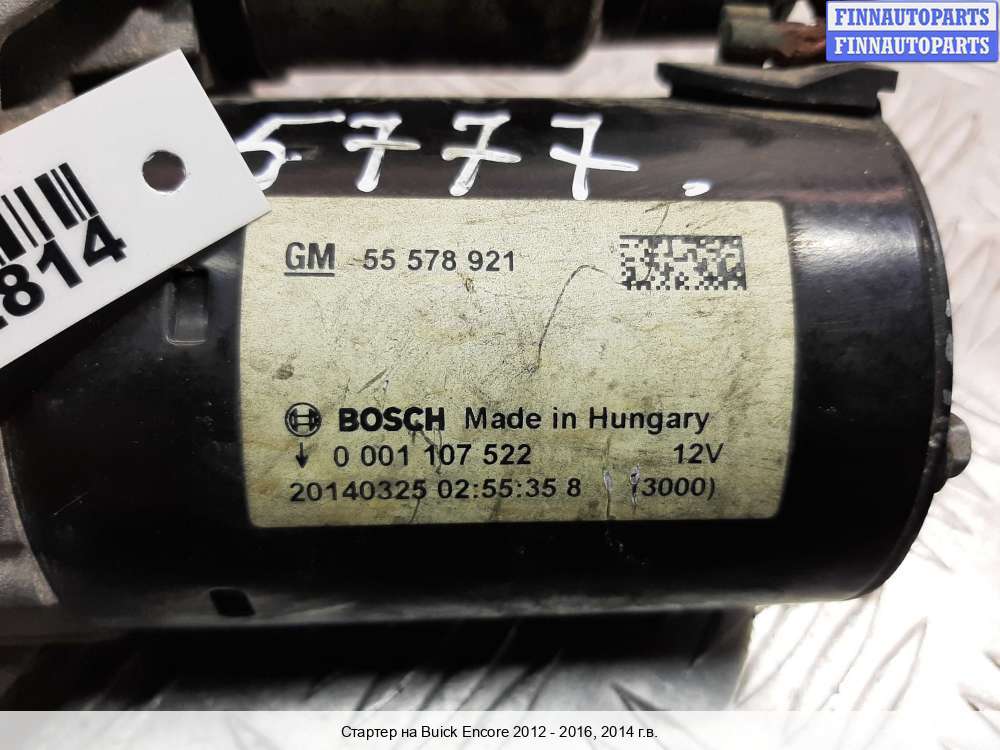 FINNAUTOPARTS
FINNAUTOPARTS
5777.
814
GM 55 578 921
BOSCH Made in Hungary
0 001 107 522 12V
20140325 02:55:35 8 (3000)
Стартер на Buick Encore 2012 - 2016, 2014 г.в.